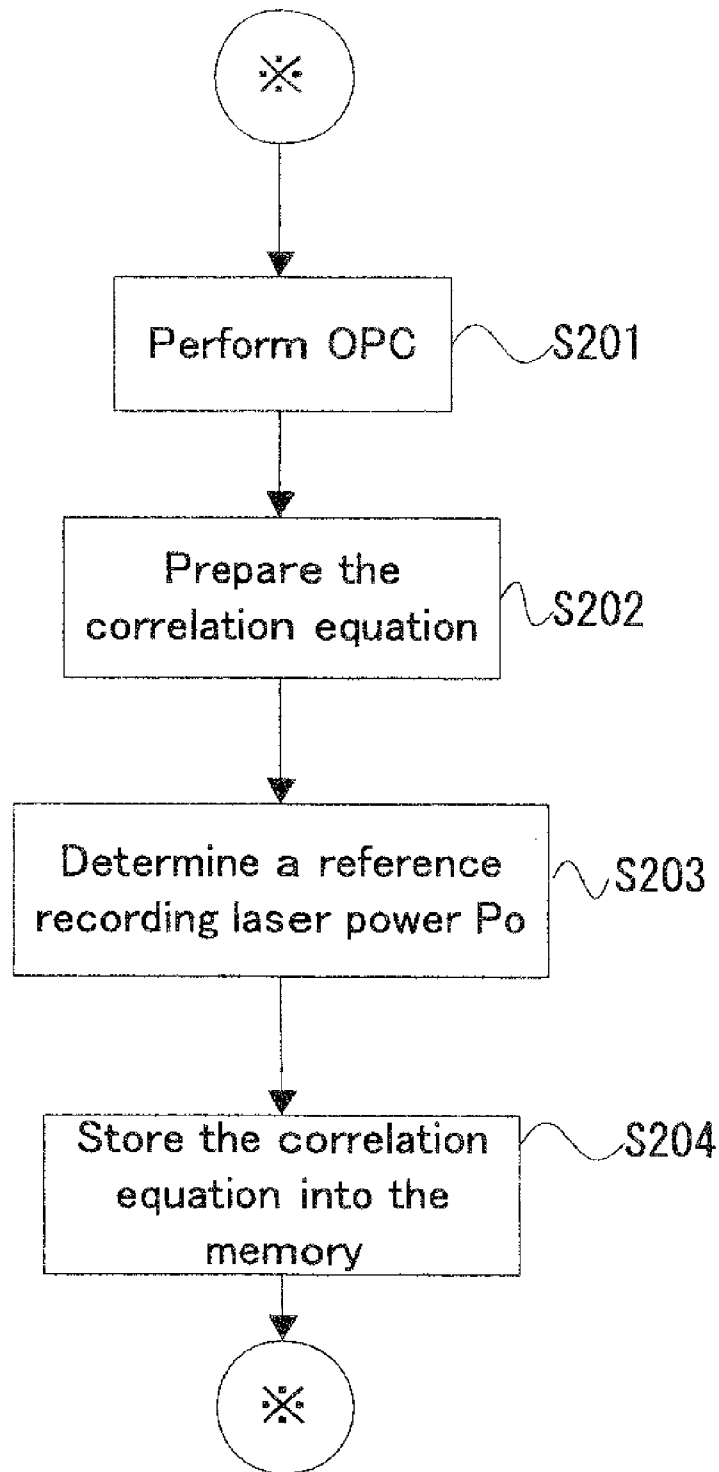 ※
Perform OPC
S201
Prepare the
correlation equation
S202
Determine a reference
recording laser power Po
S203
Store the correlation
equation into the
memory
S204
※